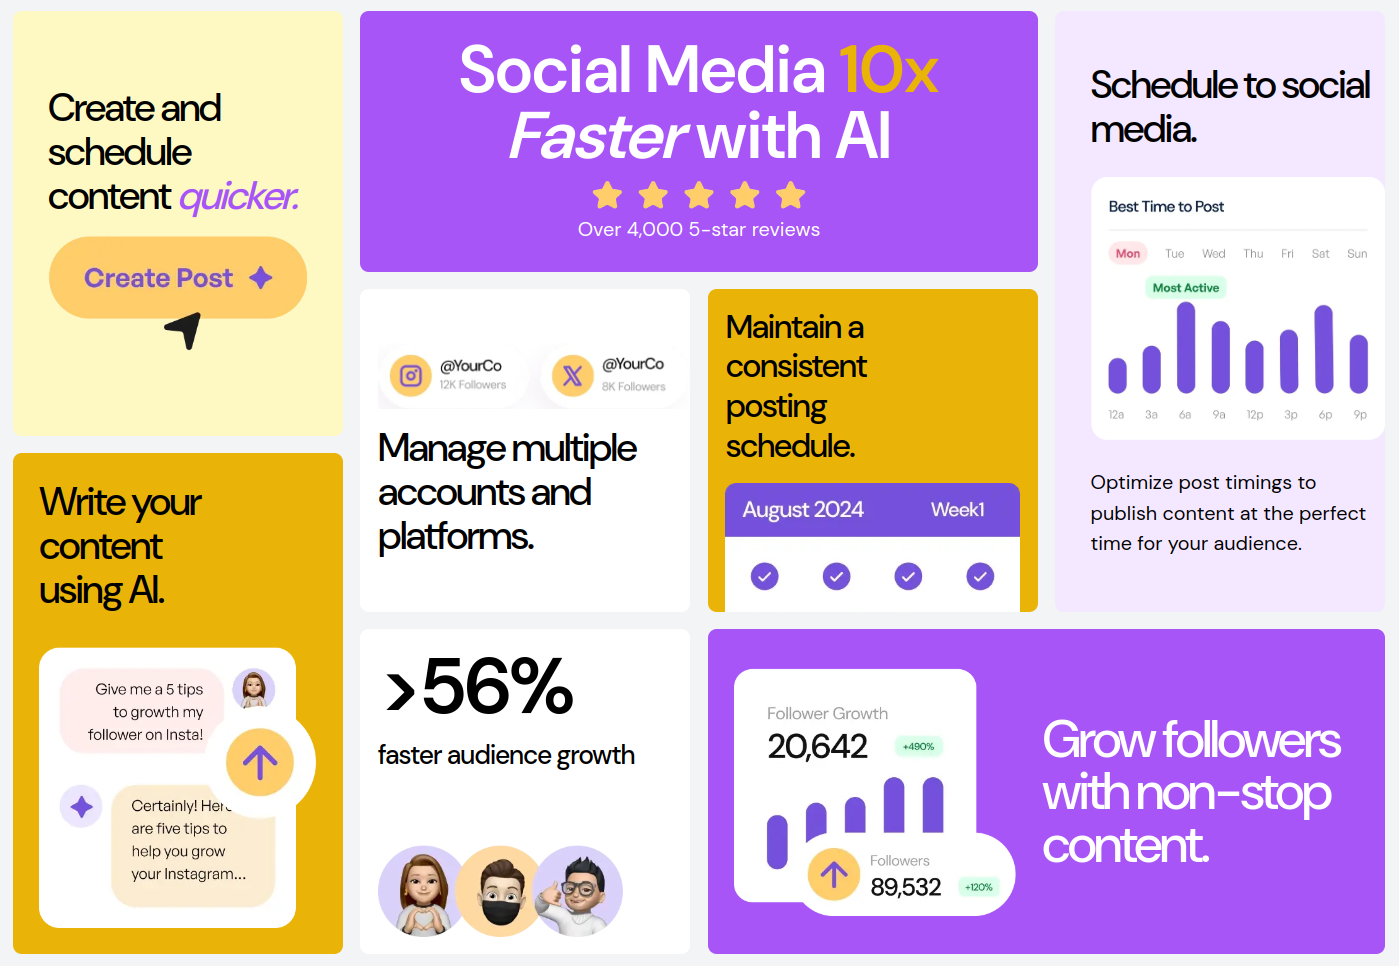 Create and
schedule
content quicker.
Create Post
Social Media 10x
Faster with AI
Over 4,000 5-star reviews
Schedule to social
media.
Best Time to Post
Mon Tue Wed Thu Fri Sat Sun
Most Active
12a 3a 6a 9a 12p 3p 6p 9p
Optimize post timings to
publish content at the perfect
time for your audience.
@YourCo
12K Followers
@YourCo
8K Followers
Manage multiple
accounts and
platforms.
Maintain a
consistent
posting
schedule.
August 2024 Week1
Write your
content
using AI.
Give me a 5 tips
to growth my
follower on Insta!
Certainly! Here
are five tips to
help you grow
your Instagram...
>56%
faster audience growth
Follower Growth
20,642 +490%
Followers
89,532 +120%
Grow followers
with non-stop
content.